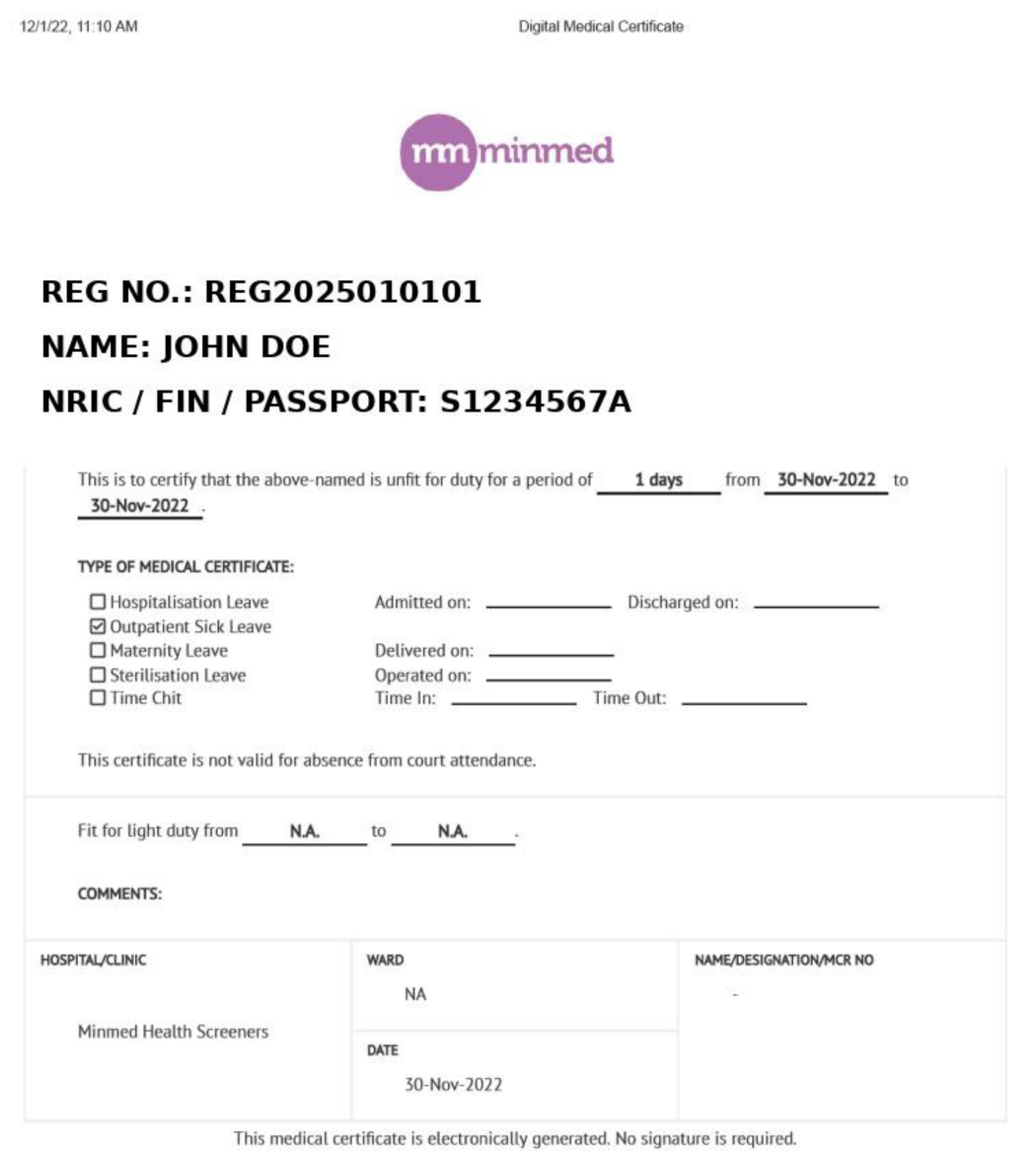 12/1/22, 11:10 AM Digital Medical Certificate
mm minmed
REG NO.: REG2025010101
NAME: JOHN DOE
NRIC / FIN / PASSPORT: S1234567A
This is to certify that the above-named is unfit for duty for a period of 1 days from 30-Nov-2022 to
30-Nov-2022 .
TYPE OF MEDICAL CERTIFICATE:
☐ Hospitalisation Leave Admitted on: ____ Discharged on: ____
☑ Outpatient Sick Leave
☐ Maternity Leave Delivered on: ____
☐ Sterilisation Leave Operated on: ____
☐ Time Chit Time In: ____ Time Out: ____
This certificate is not valid for absence from court attendance.
Fit for light duty from N.A. to N.A. .
COMMENTS:
HOSPITAL/CLINIC WARD NAME/DESIGNATION/MCR NO
NA -
Minmed Health Screeners
DATE
30-Nov-2022
This medical certificate is electronically generated. No signature is required.